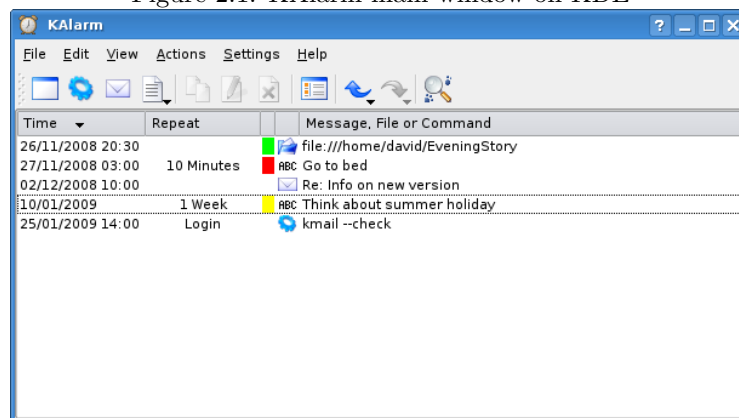 Figure 2.1: KAlarm main window on KDE
KAlarm
File Edit View Actions Settings Help
Time Repeat Message, File or Command
26/11/2008 20:30 file:///home/david/EveningStory
27/11/2008 03:00 10 Minutes ABC Go to bed
02/12/2008 10:00 Re: Info on new version
10/01/2009 1 Week ABC Think about summer holiday
25/01/2009 14:00 Login kmail --check